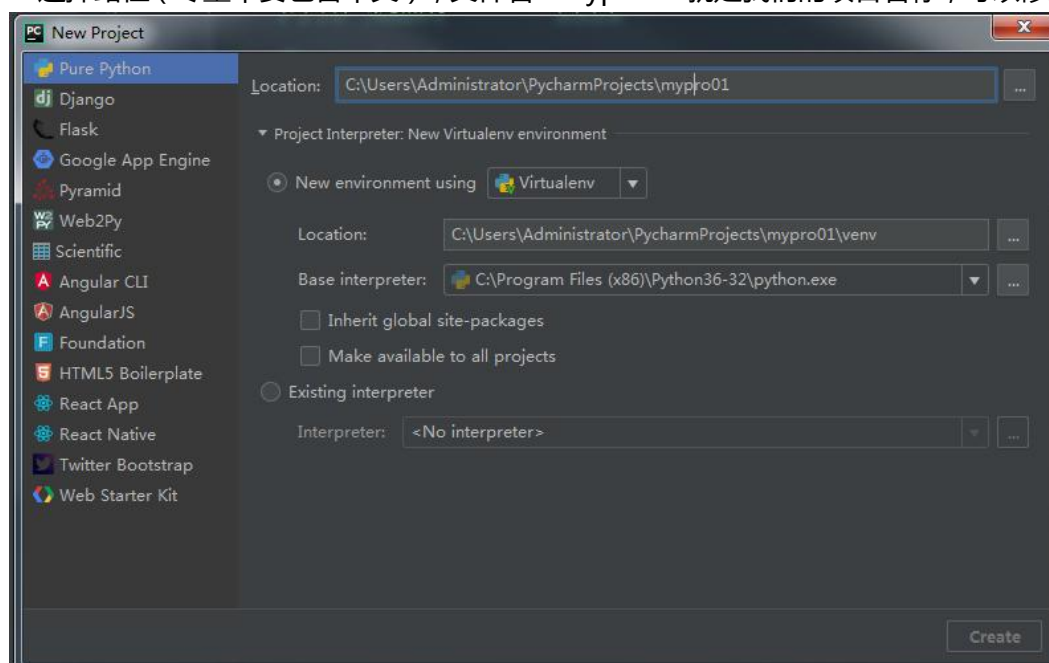 New Project
Pure Python
Django
Flask
Google App Engine
Pyramid
Web2Py
Scientific
Angular CLI
AngularJS
Foundation
HTML5 Boilerplate
React App
React Native
Twitter Bootstrap
Web Starter Kit
Location: C:\Users\Administrator\PycharmProjects\mypro01 ...
Project Interpreter: New Virtualenv environment
New environment using Virtualenv
Location: C:\Users\Administrator\PycharmProjects\mypro01\venv ...
Base interpreter: C:\Program Files (x86)\Python36-32\python.exe ...
Inherit global site-packages
Make available to all projects
Existing interpreter
Interpreter: <No interpreter> ...
Create